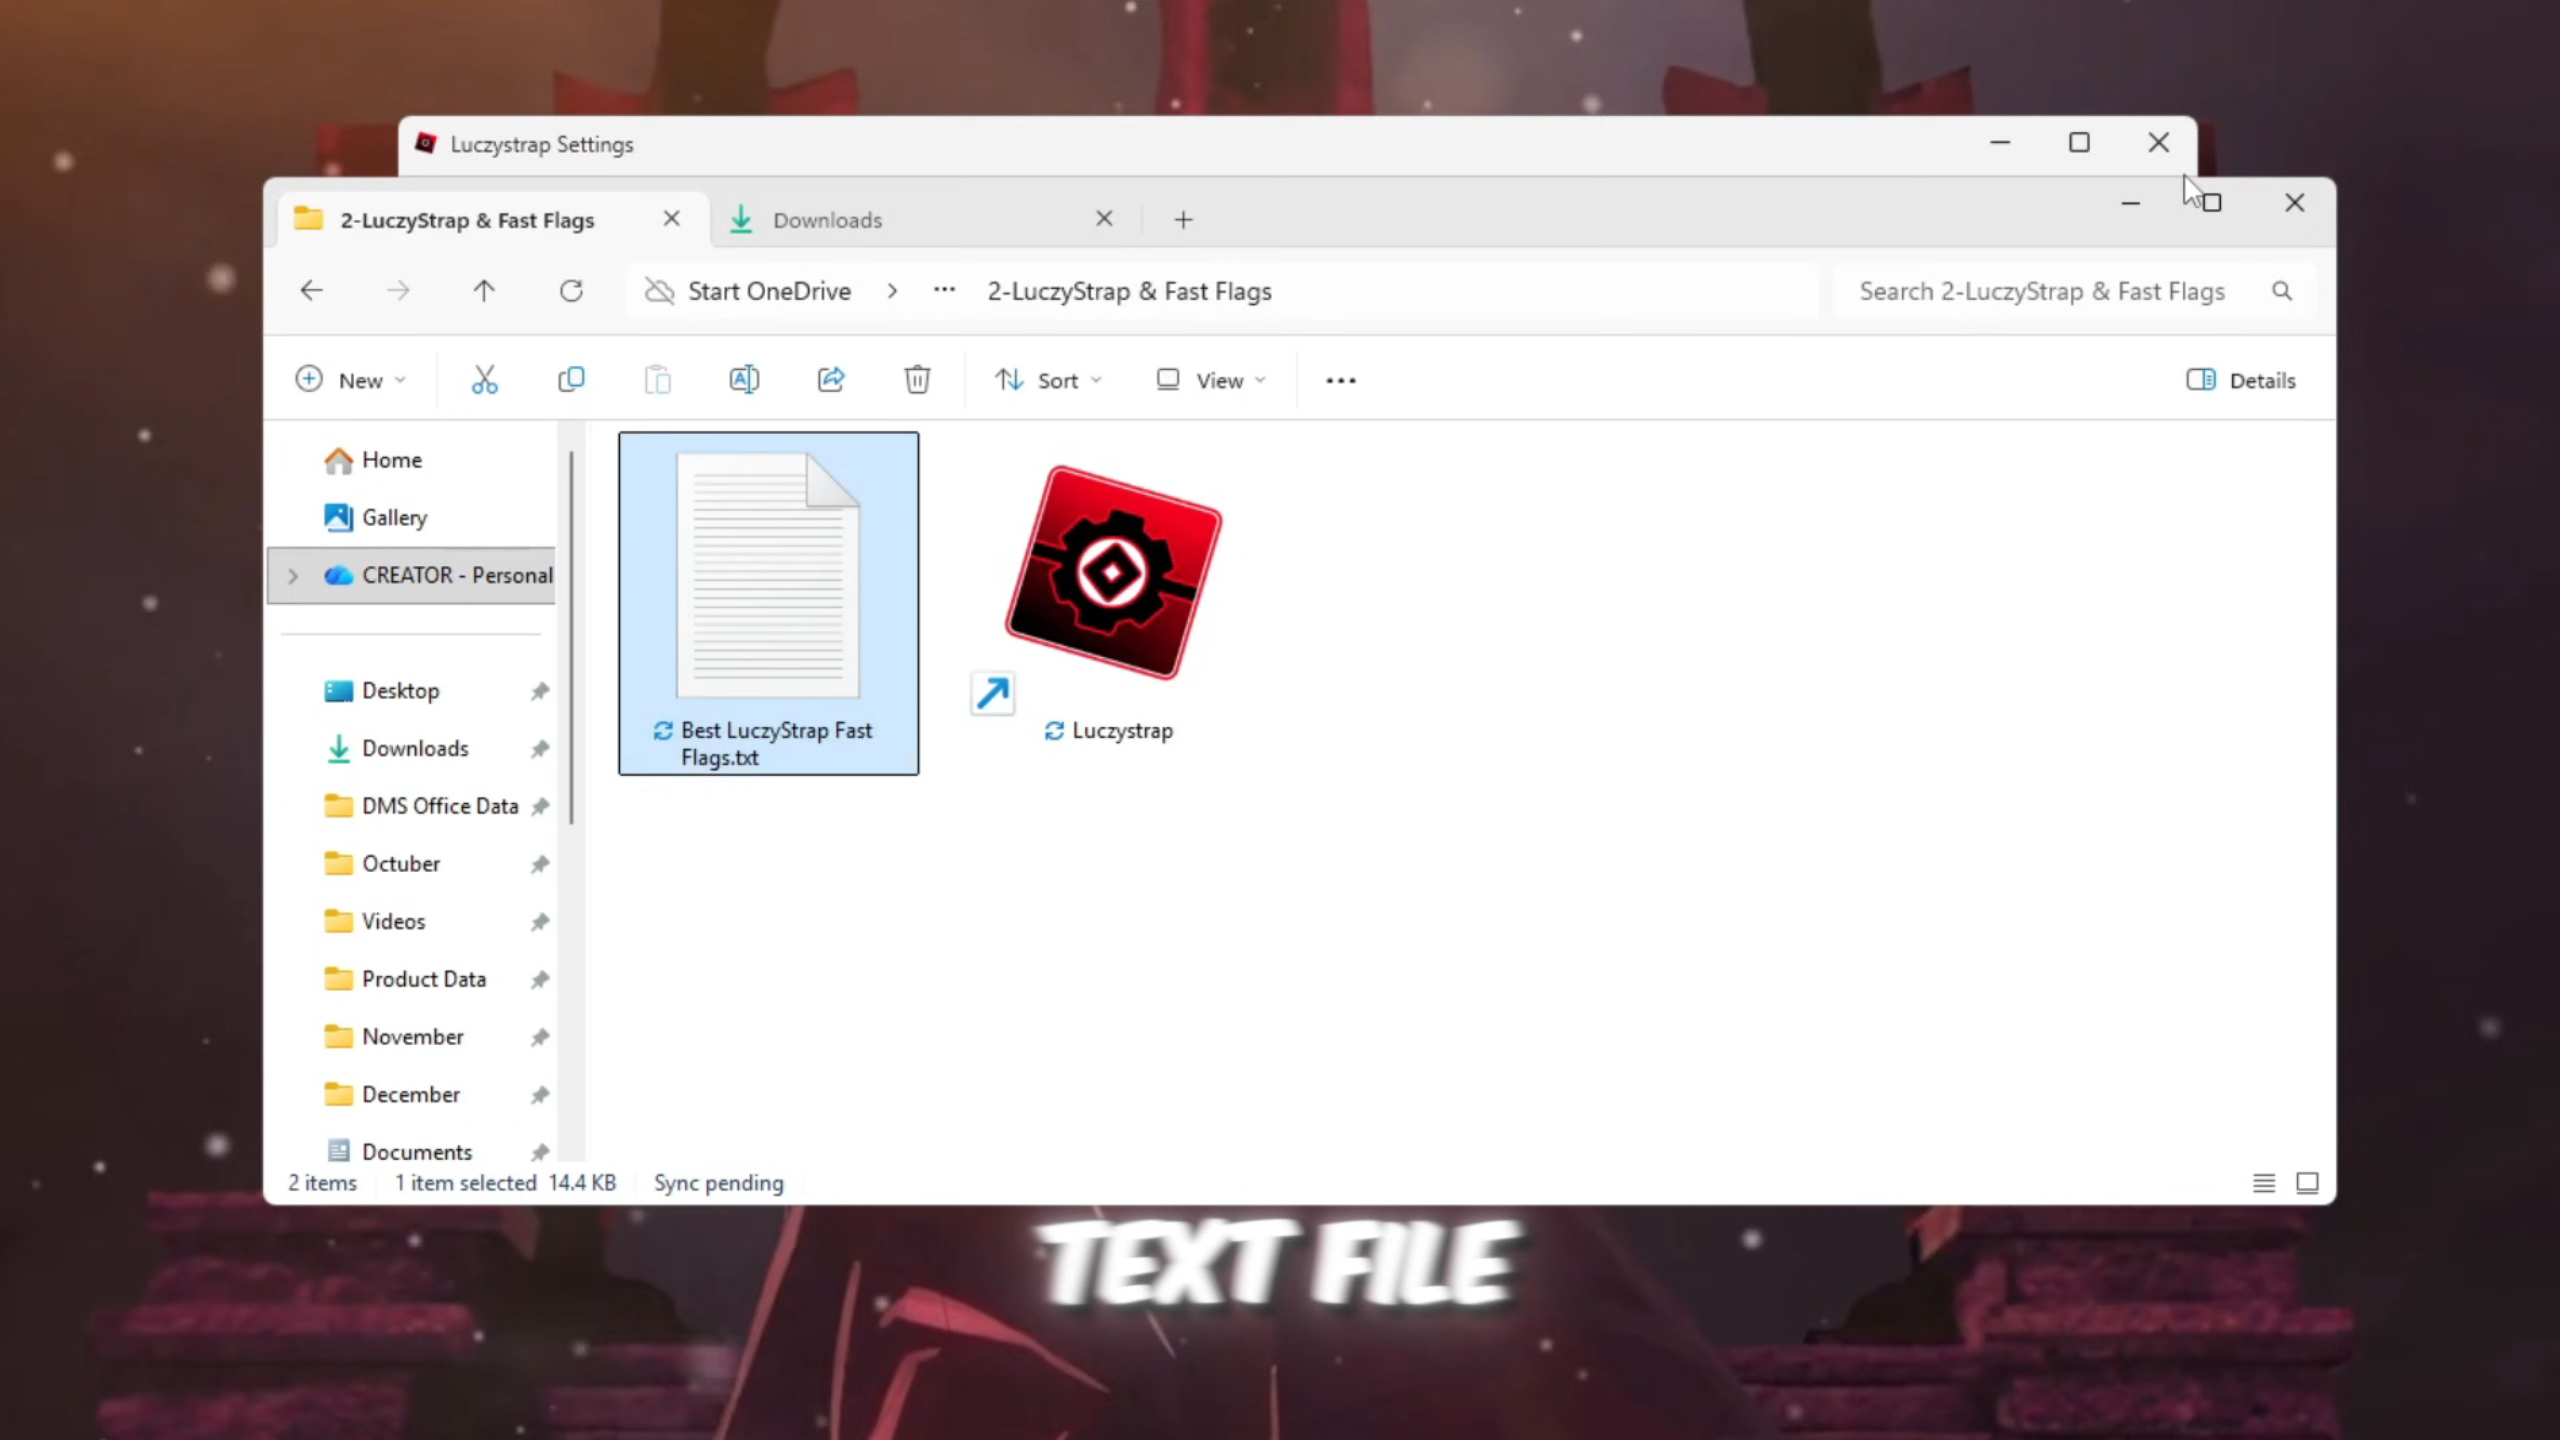 Luczystrap Settings
2-LuczyStrap & Fast Flags
Downloads
Start OneDrive
2-LuczyStrap & Fast Flags
Search 2-LuczyStrap & Fast Flags
New
Sort
View
Details
Home
Gallery
CREATOR - Personal
Desktop
Downloads
DMS Office Data
Octuber
Videos
Product Data
November
December
Documents
Best LuczyStrap Fast
Flags.txt
Luczystrap
2 items
1 item selected 14.4 KB
Sync pending
TEXT FILE